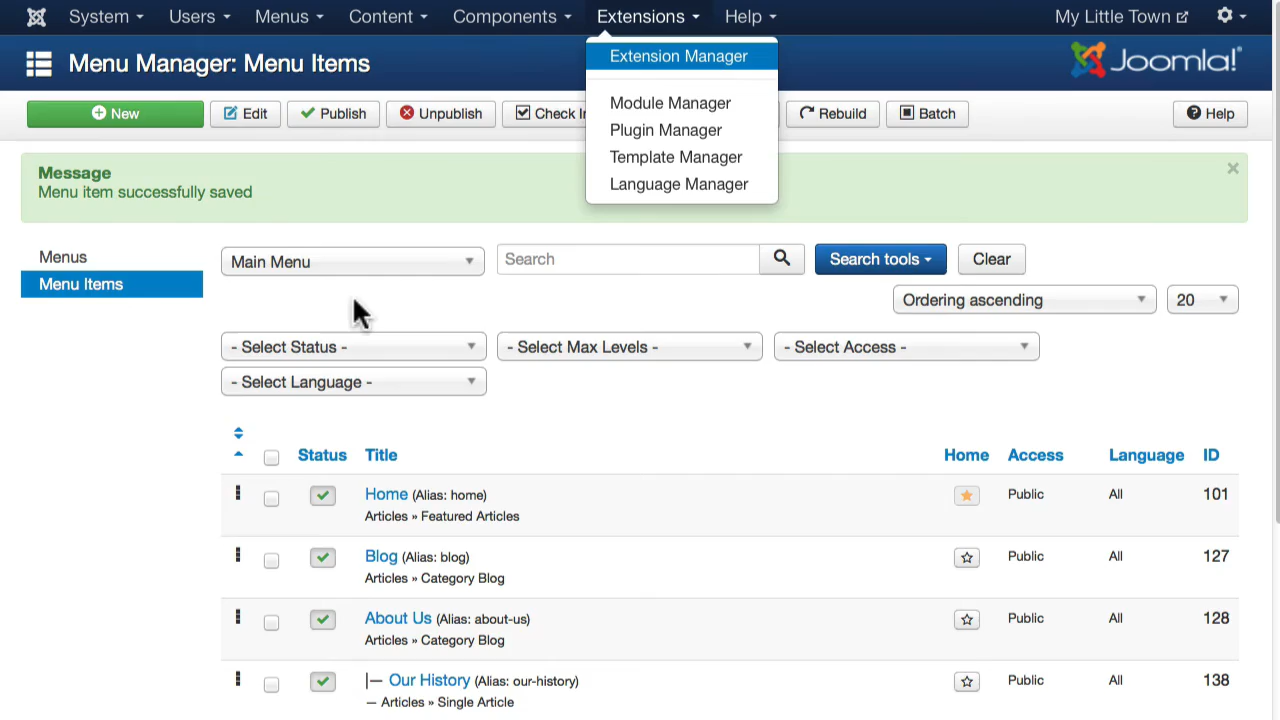 System Users Menus Content Components Extensions Help My Little Town
Menu Manager: Menu Items
Joomla!
Extension Manager
Module Manager
Plugin Manager
Template Manager
Language Manager
New Edit Publish Unpublish Check In Rebuild Batch Help
Message
Menu item successfully saved
×
Menus
Menu Items
Main Menu Search Search tools Clear
Ordering ascending 20
- Select Status - - Select Max Levels - - Select Access -
- Select Language -
Status Title Home Access Language ID
Home (Alias: home) Public All 101
Articles » Featured Articles
Blog (Alias: blog) Public All 127
Articles » Category Blog
About Us (Alias: about-us) Public All 128
Articles » Category Blog
|— Our History (Alias: our-history) Public All 138
— Articles » Single Article